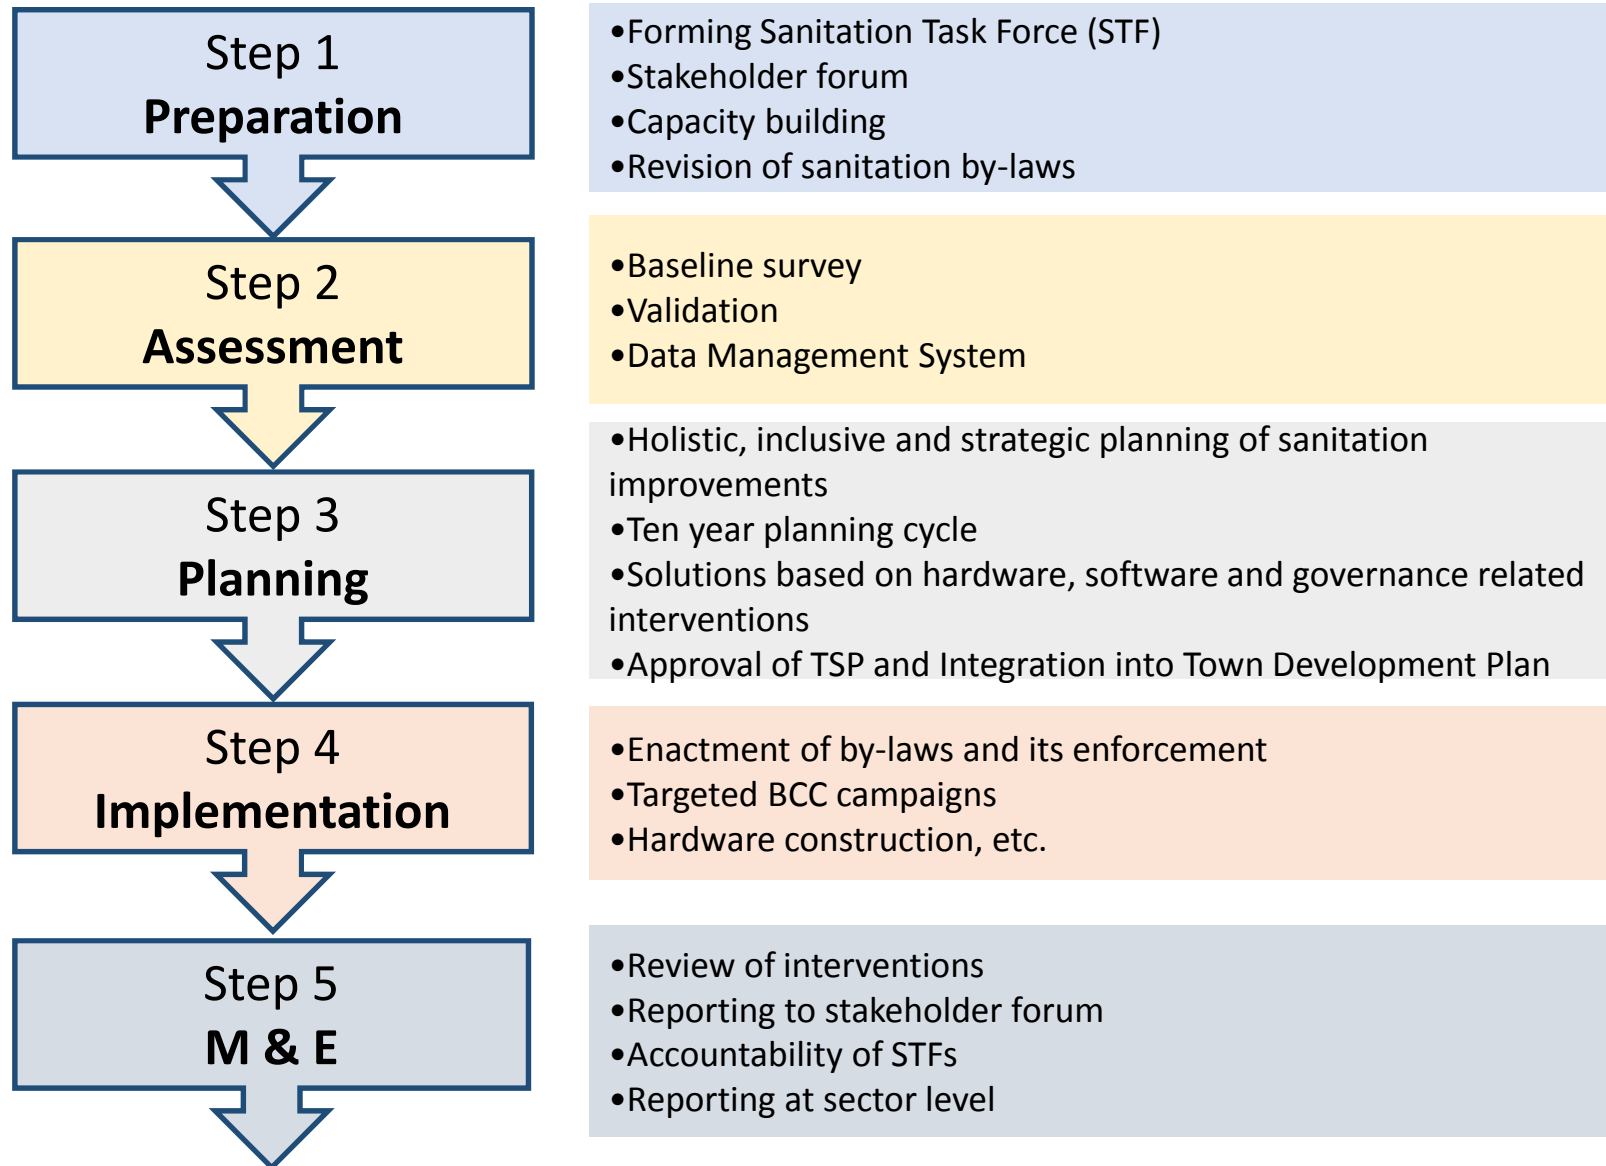 Step 1
Preparation
•Forming Sanitation Task Force (STF)
•Stakeholder forum
•Capacity building
•Revision of sanitation by-laws
Step 2
Assessment
•Baseline survey
•Validation
•Data Management System
Step 3
Planning
•Holistic, inclusive and strategic planning of sanitation
improvements
•Ten year planning cycle
•Solutions based on hardware, software and governance related
interventions
•Approval of TSP and Integration into Town Development Plan
Step 4
Implementation
•Enactment of by-laws and its enforcement
•Targeted BCC campaigns
•Hardware construction, etc.
Step 5
M & E
•Review of interventions
•Reporting to stakeholder forum
•Accountability of STFs
•Reporting at sector level